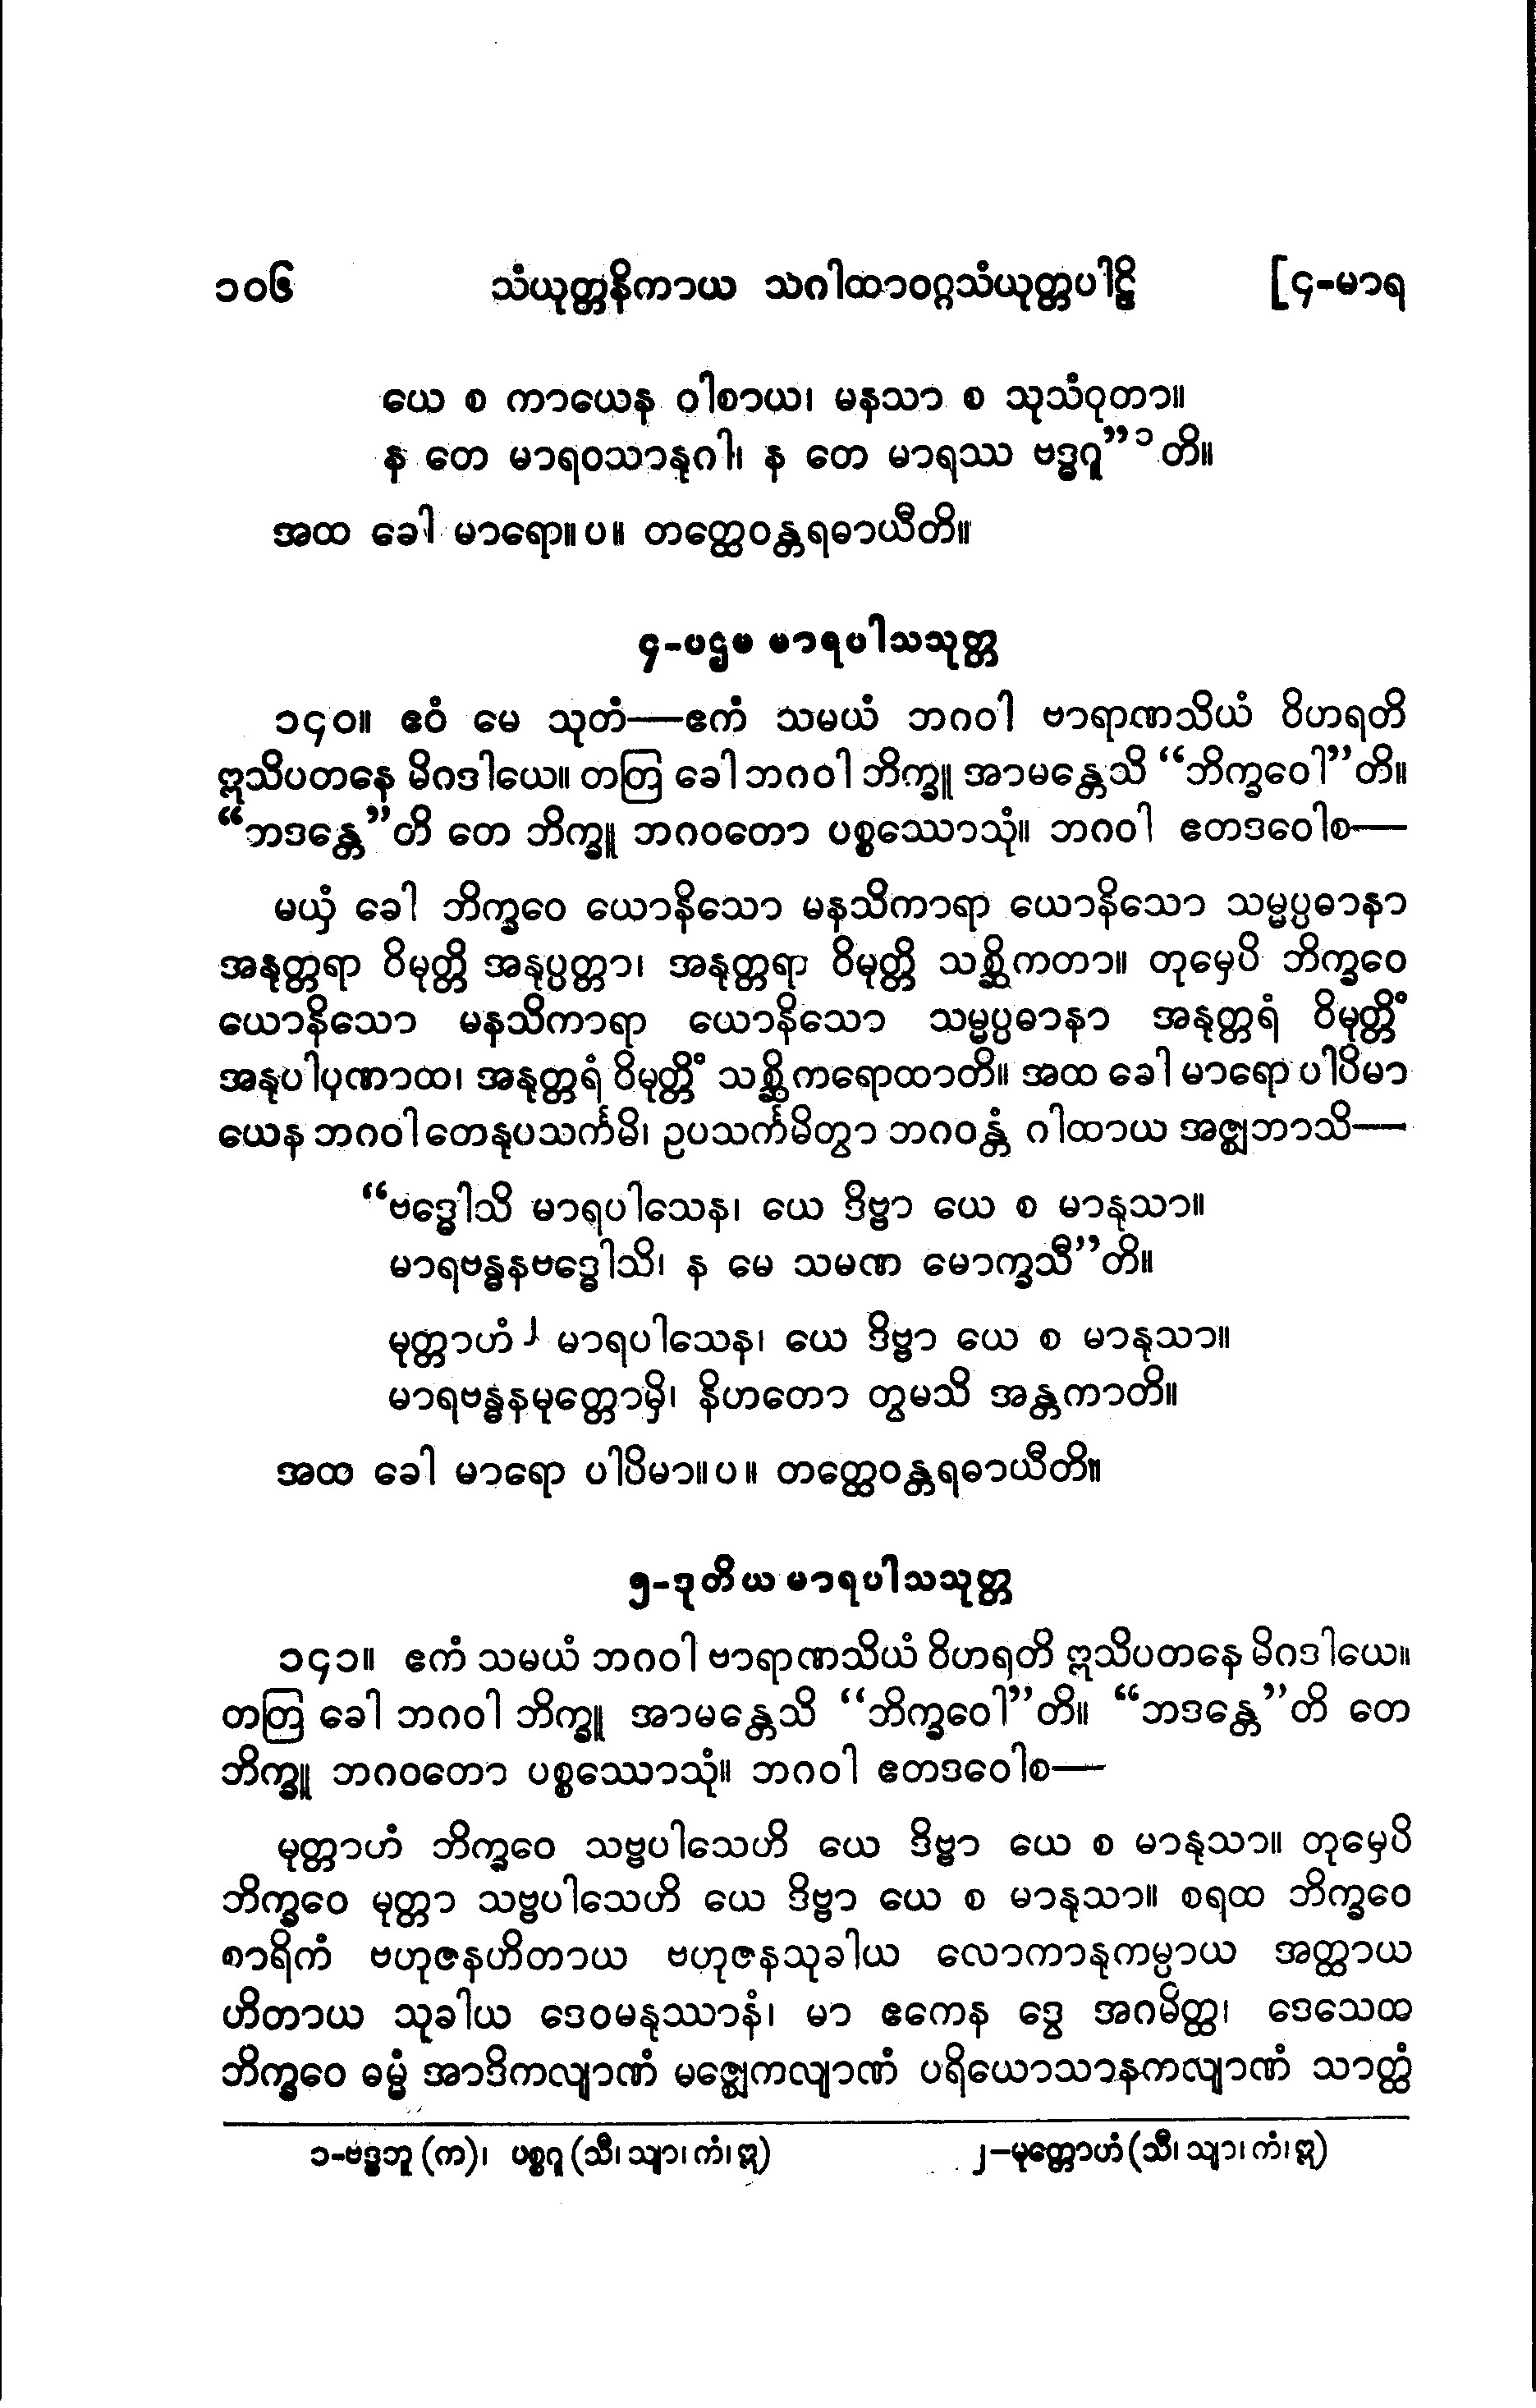 ၁၀၆ သံယုတ္တနိကာယ သဂါထာဝဂ္ဂသံယုတ္တပါဠိ [၄-မာရ
ယေ စ ကာယေန ဝါစာယ၊ မနသာ စ သုသံဝုတာ။
န တေ မာရဝသာနုဂါ၊ န တေ မာရဿ ဗဒ္ဓဂူ”၁တိ။
အထ ခေါ မာရော။ပ။ တတ္ထေဝန္တရဓာယီတိ။
၄-ပဌမ မာရပါသသုတ္တ
၁၄၀။ ဧဝံ မေ သုတံ—ဧကံ သမယံ ဘဂဝါ ဗာရာဏသိယံ ဝိဟရတိ
ဣသိပတနေ မိဂဒါယေ။ တတြ ခေါ ဘဂဝါ ဘိက္ခူ အာမန္တေသိ “ဘိက္ခဝေါ”တိ။
“ဘဒန္တေ”တိ တေ ဘိက္ခူ ဘဂဝတော ပစ္စဿောသုံ။ ဘဂဝါ ဧတဒဝေါစ—
မယှံ ခေါ ဘိက္ခဝေ ယောနိသော မနသိကာရာ ယောနိသော သမ္မပ္ပဓာနာ
အနုတ္တရာ ဝိမုတ္တိ အနုပ္ပတ္တာ၊ အနုတ္တရာ ဝိမုတ္တိ သစ္ဆိကတာ။ တုမှေပိ ဘိက္ခဝေ
ယောနိသော မနသိကာရာ ယောနိသော သမ္မပ္ပဓာနာ အနုတ္တရံ ဝိမုတ္တိံ
အနုပါပုဏာထ၊ အနုတ္တရံ ဝိမုတ္တိံ သစ္ဆိကရောထာတိ။ အထ ခေါ မာရော ပါပိမာ
ယေန ဘဂဝါ တေနုပသင်္ကမိ၊ ဥပသင်္ကမိတွာ ဘဂဝန္တံ ဂါထာယ အဇ္ဈဘာသိ—
“ဗဒ္ဓေါသိ မာရပါသေန၊ ယေ ဒိဗ္ဗာ ယေ စ မာနုသာ။
မာရဗန္ဓနဗဒ္ဓေါသိ၊ န မေ သမဏ မောက္ခသီ”တိ။
မုတ္တာဟံ၂ မာရပါသေန၊ ယေ ဒိဗ္ဗာ ယေ စ မာနုသာ။
မာရဗန္ဓနမုတ္တောမှိ၊ နိဟတော တွမသိ အန္တကာတိ။
အထ ခေါ မာရော ပါပိမာ။ပ။ တတ္ထေဝန္တရဓာယီတိ။
၅-ဒုတိယ မာရပါသသုတ္တ
၁၄၁။ ဧကံ သမယံ ဘဂဝါ ဗာရာဏသိယံ ဝိဟရတိ ဣသိပတနေ မိဂဒါယေ။
တတြ ခေါ ဘဂဝါ ဘိက္ခူ အာမန္တေသိ “ဘိက္ခဝေါ”တိ။ “ဘဒန္တေ”တိ တေ
ဘိက္ခူ ဘဂဝတော ပစ္စဿောသုံ။ ဘဂဝါ ဧတဒဝေါစ—
မုတ္တာဟံ ဘိက္ခဝေ သဗ္ဗပါသေဟိ ယေ ဒိဗ္ဗာ ယေ စ မာနုသာ။ တုမှေပိ
ဘိက္ခဝေ မုတ္တာ သဗ္ဗပါသေဟိ ယေ ဒိဗ္ဗာ ယေ စ မာနုသာ။ စရထ ဘိက္ခဝေ
စာရိကံ ဗဟုဇနဟိတာယ ဗဟုဇနသုခါယ လောကာနုကမ္ပာယ အတ္ထာယ
ဟိတာယ သုခါယ ဒေဝမနုဿာနံ၊ မာ ဧကေန ဒွေ အဂမိတ္ထ၊ ဒေသေထ
ဘိက္ခဝေ ဓမ္မံ အာဒိကလျာဏံ မဇ္ဈေကလျာဏံ ပရိယောသာနကလျာဏံ သာတ္ထံ
၁-ဗဒ္ဓဘူ (က)၊ ပစ္စဂူ (သီ၊ သျာ၊ ကံ၊ ဣ) ၂-မုတ္တောဟံ (သီ၊ သျာ၊ ကံ၊ ဣ)